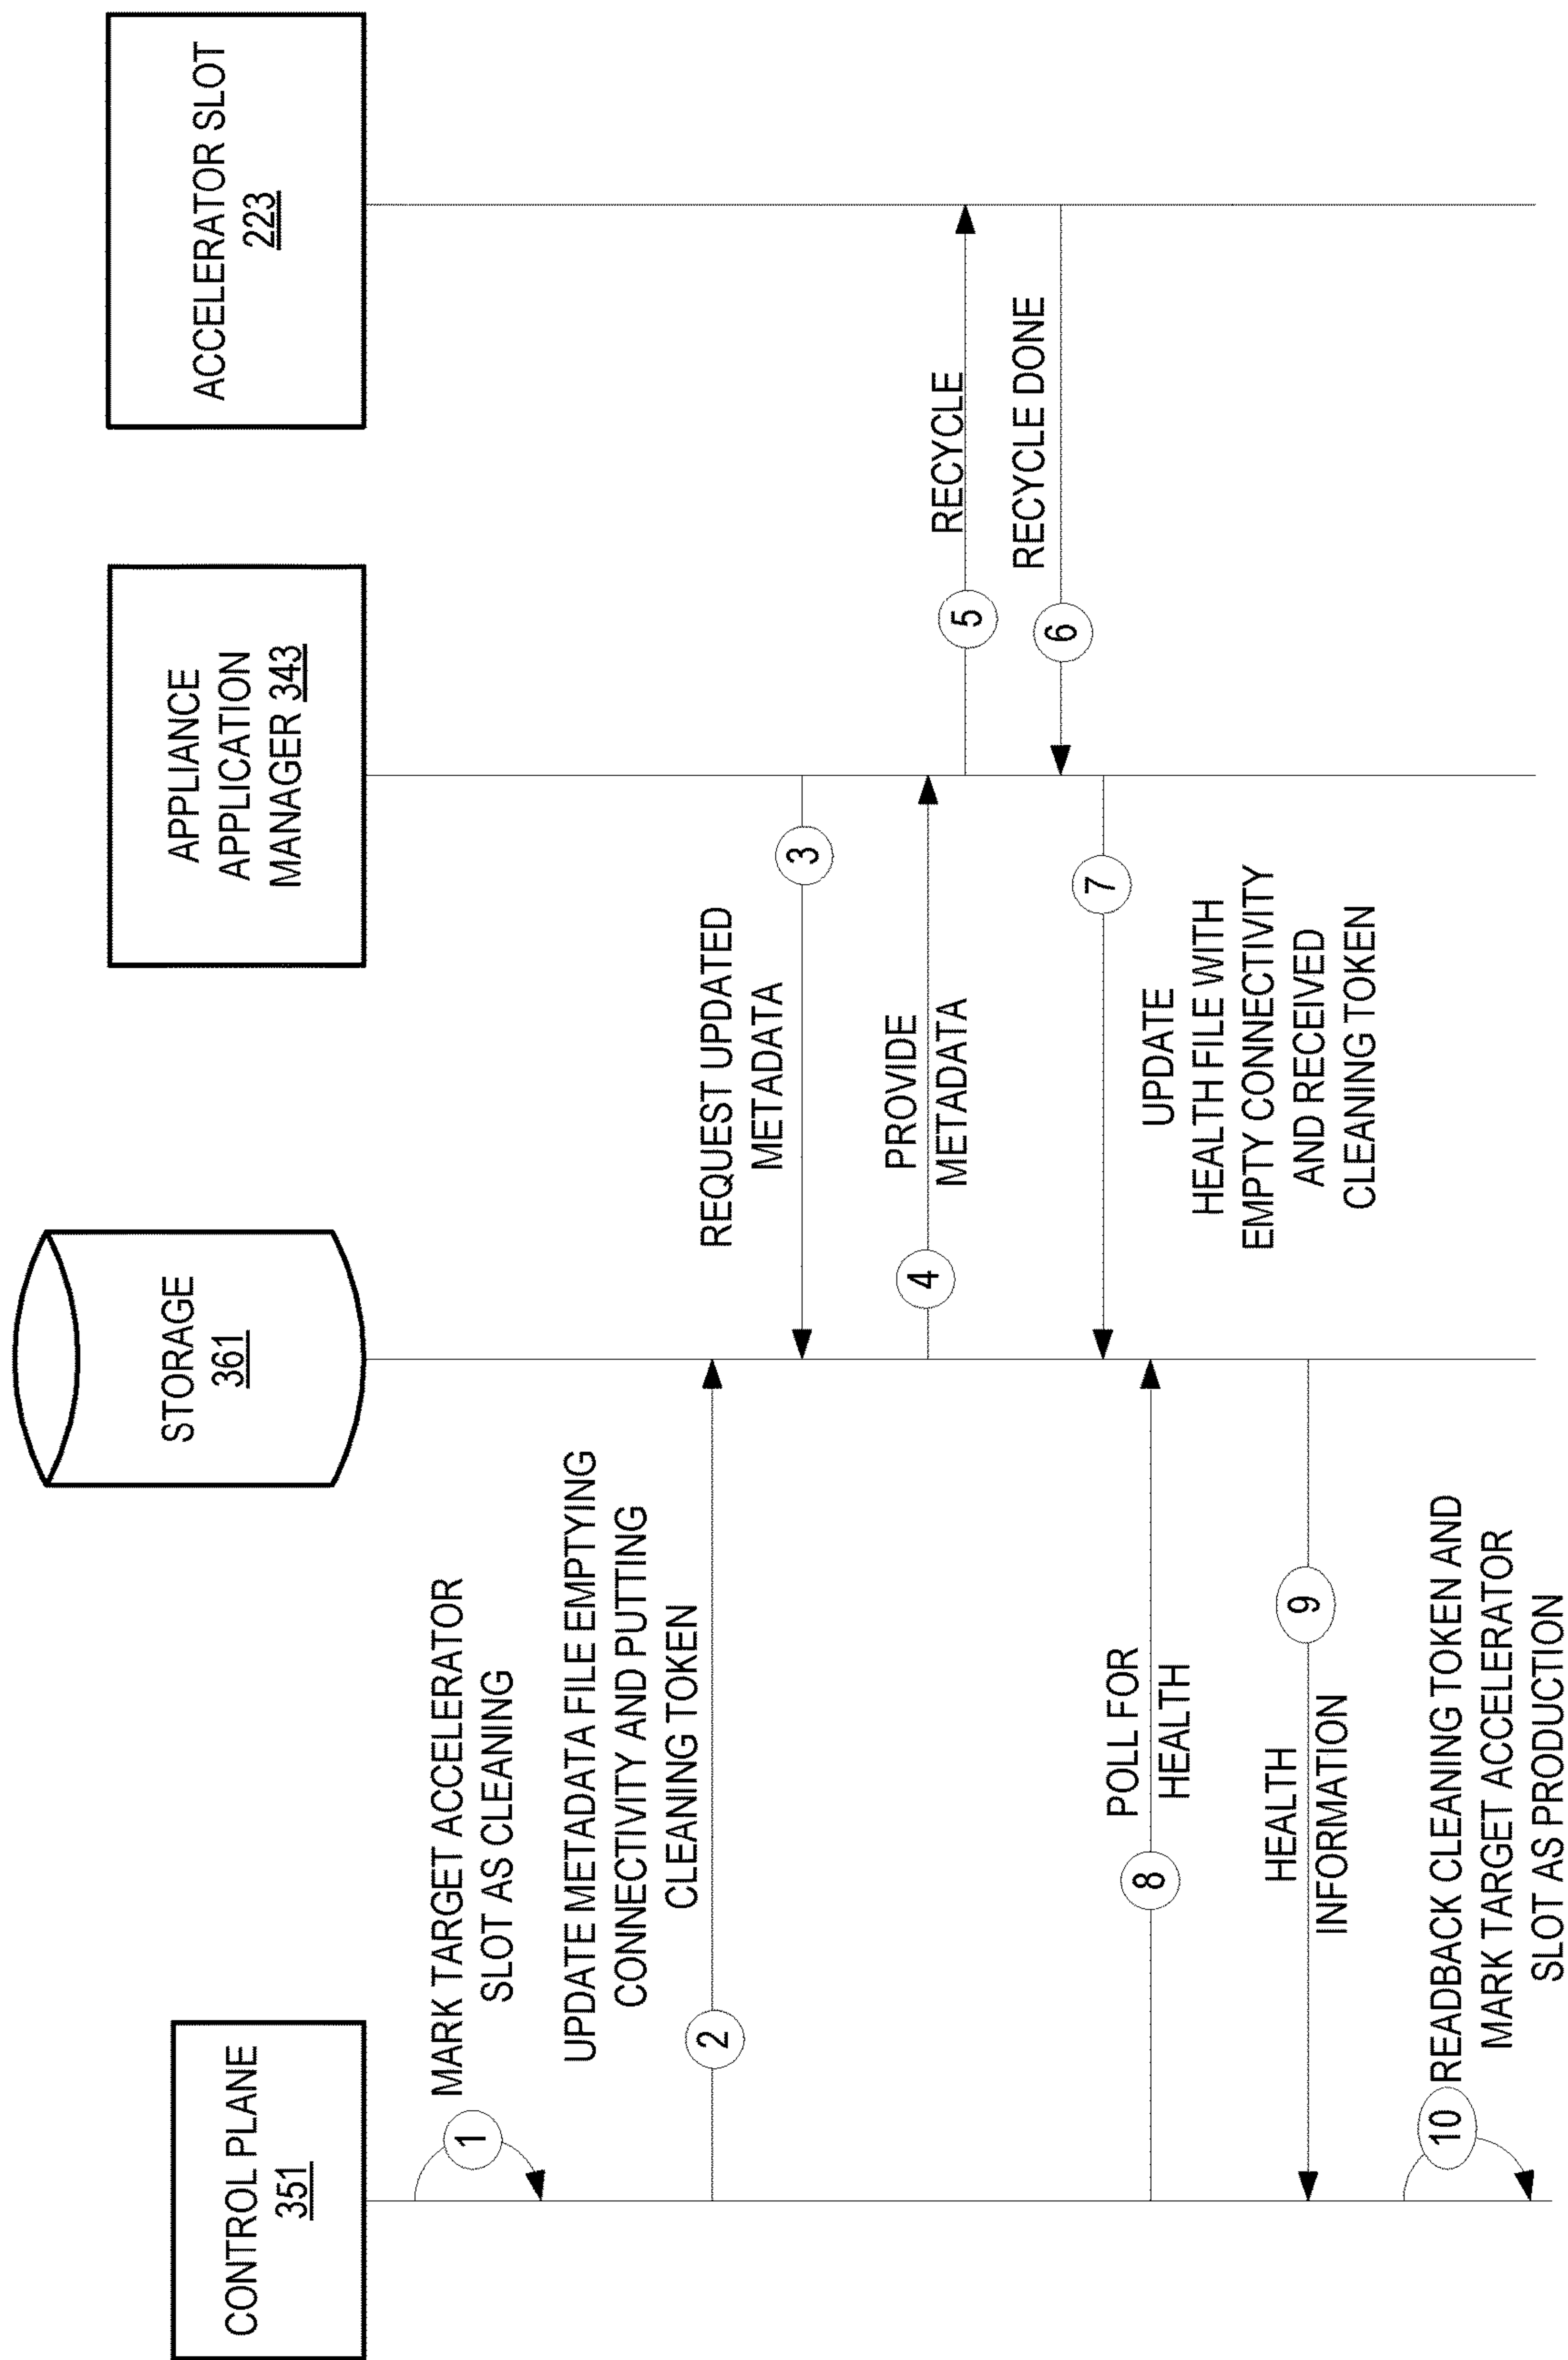 CONTROL PLANE
351
STORAGE
361
APPLIANCE
APPLICATION
MANAGER 343
ACCELERATOR SLOT
223
1
MARK TARGET ACCELERATOR
SLOT AS CLEANING
UPDATE METADATA FILE EMPTYING
CONNECTIVITY AND PUTTING
CLEANING TOKEN
2
REQUEST UPDATED
METADATA
3
PROVIDE
METADATA
4
RECYCLE
5
RECYCLE DONE
6
7
UPDATE
HEALTH FILE WITH
EMPTY CONNECTIVITY
AND RECEIVED
CLEANING TOKEN
POLL FOR
HEALTH
8
HEALTH
INFORMATION
9
10
READBACK CLEANING TOKEN AND
MARK TARGET ACCELERATOR
SLOT AS PRODUCTION